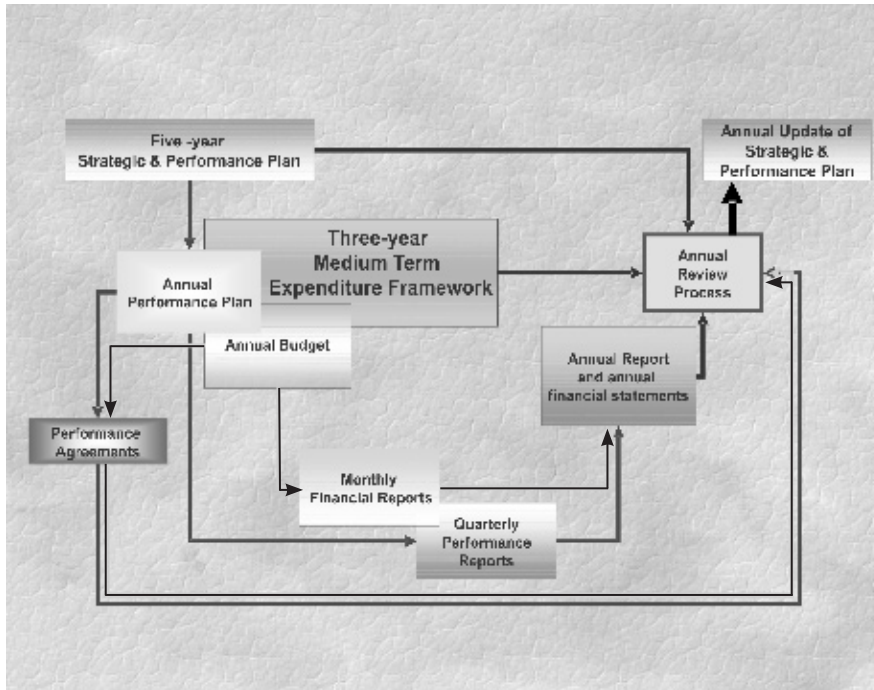 Five -year
Strategic & Performance Plan
Annual Update of
Strategic &
Performance Plan
Three-year
Medium Term
Expenditure Framework
Annual
Review
Process
Annual
Performance Plan
Annual Budget
Annual Report
and annual
financial statements
Performance
Agreements
Monthly
Financial Reports
Quarterly
Performance
Reports